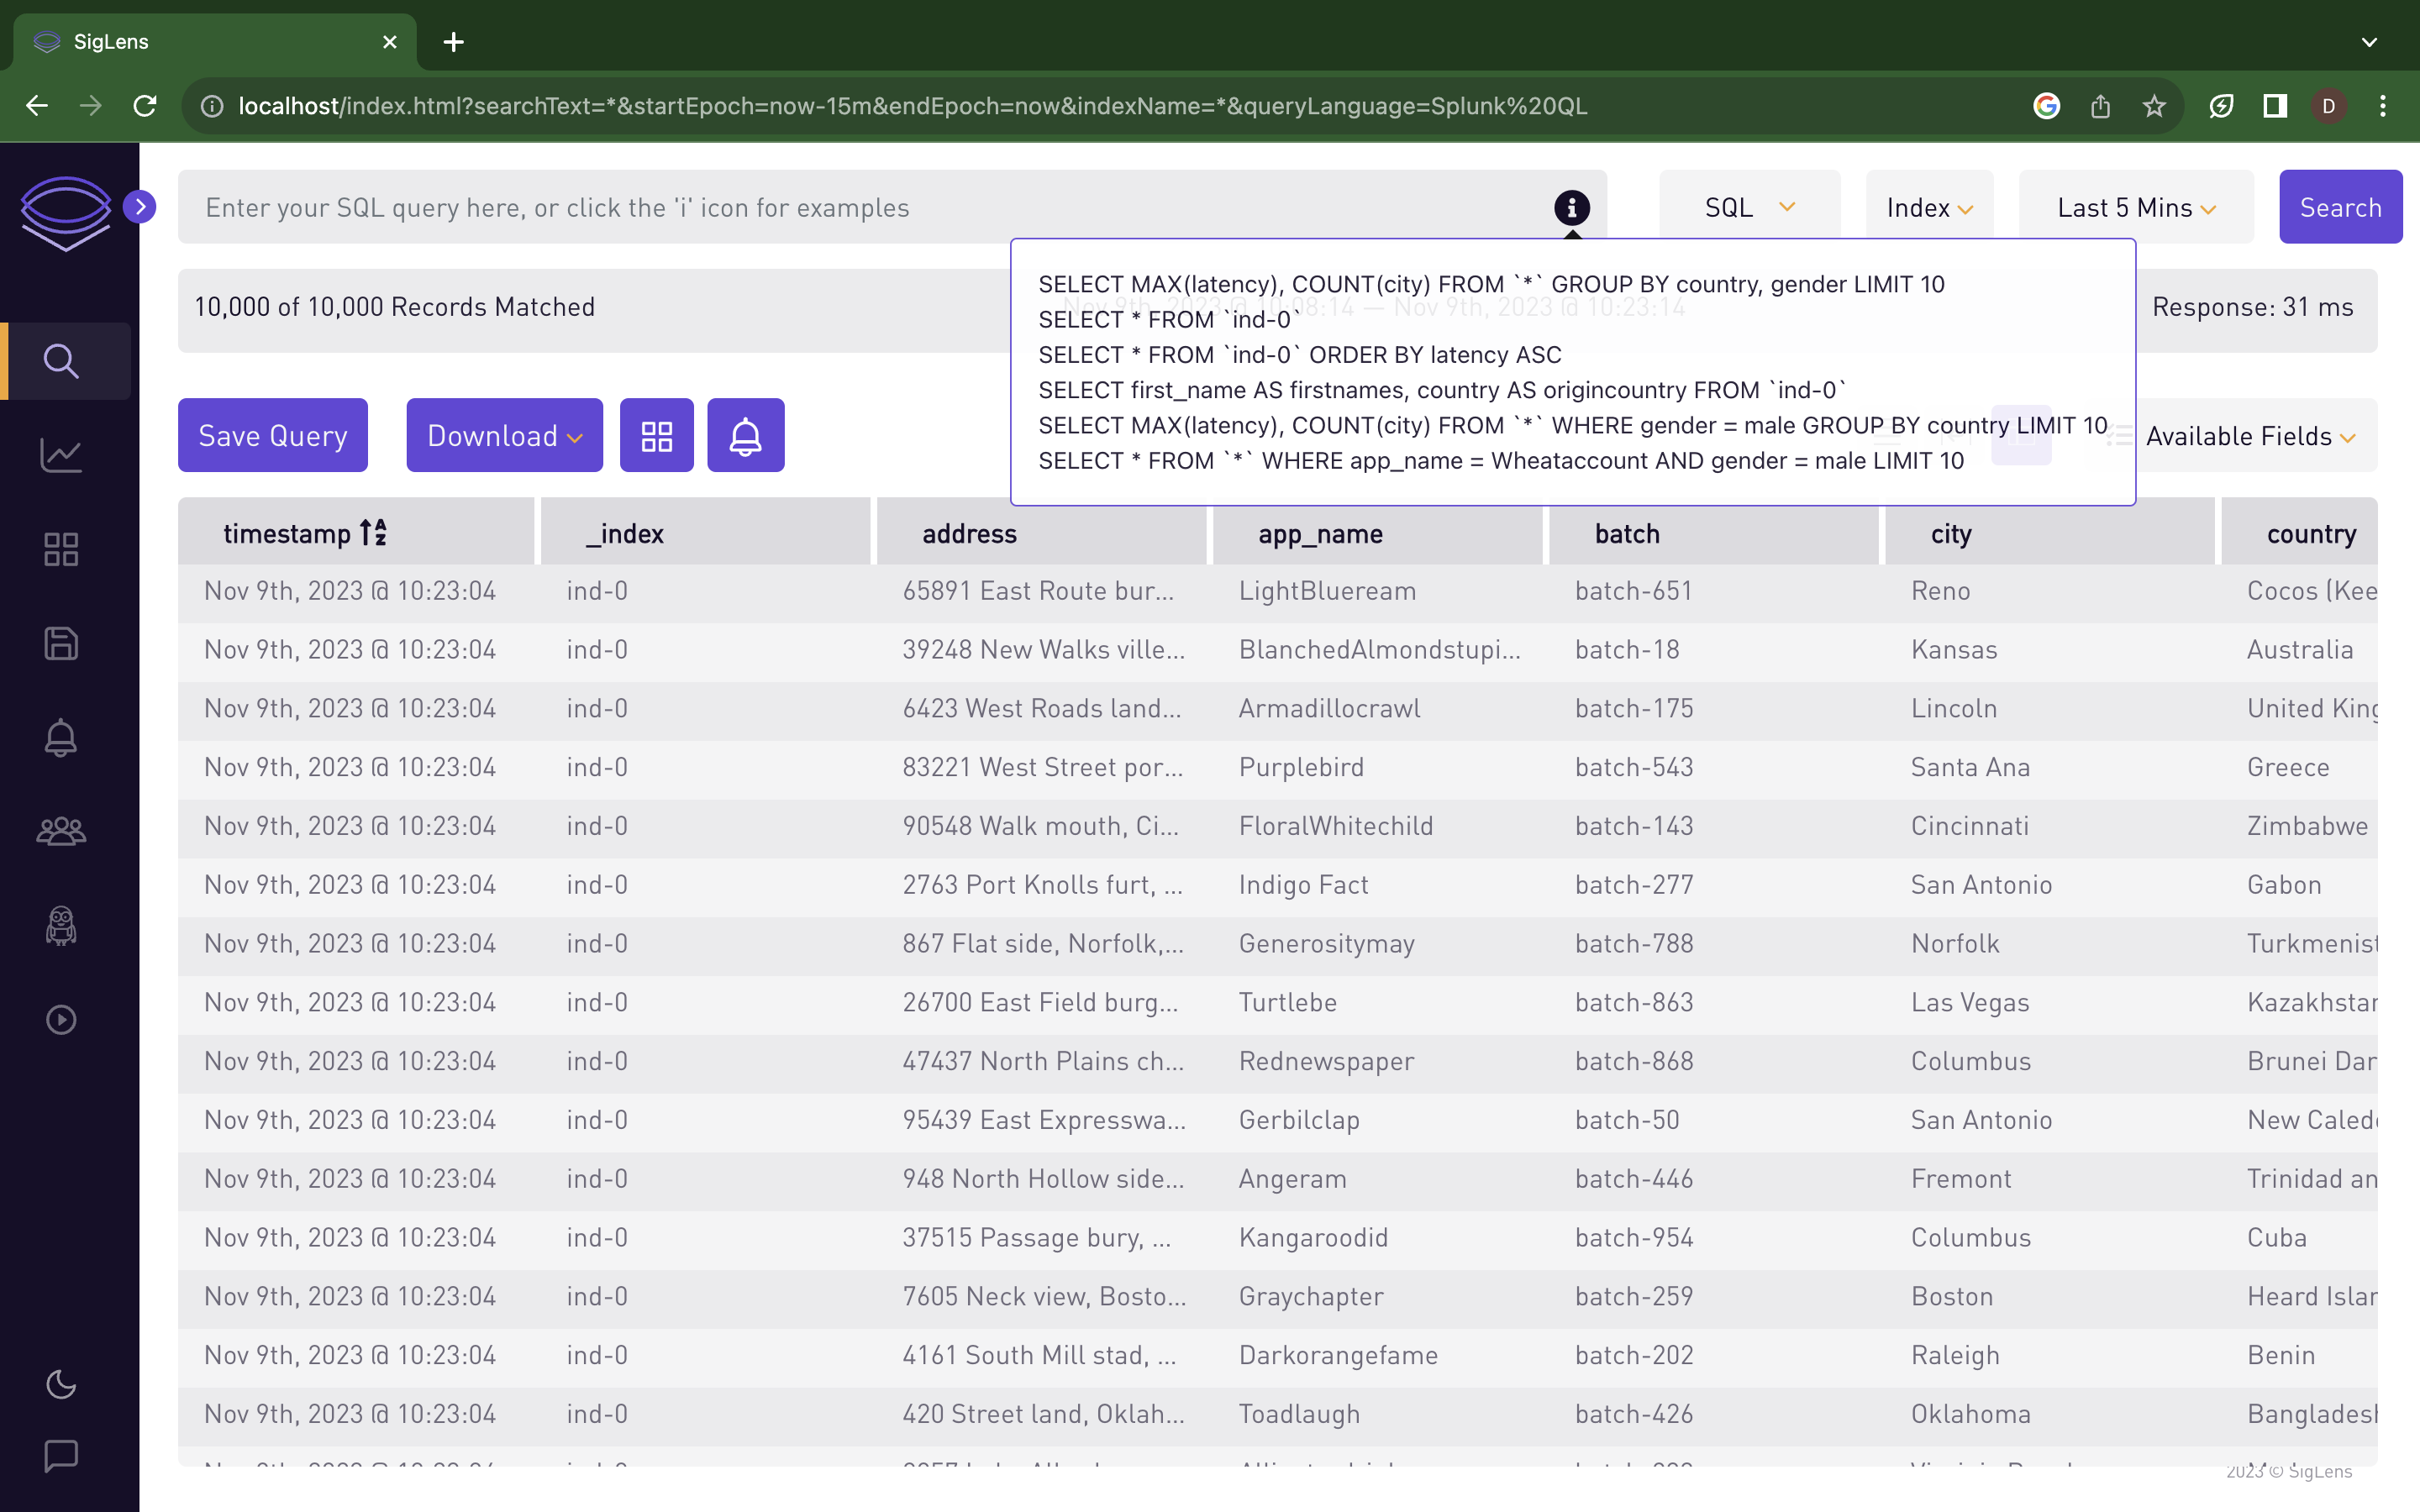 SigLens
localhost/index.html?searchText=*&startEpoch=now-15m&endEpoch=now&indexName=*&queryLanguage=Splunk%20QL
D
Enter your SQL query here, or click the 'i' icon for examples
SQL
Index
Last 5 Mins
Search
10,000 of 10,000 Records Matched
Nov 9th, 2023 @ 10:08:14 — Nov 9th, 2023 @ 10:23:14
Response: 31 ms
SELECT MAX(latency), COUNT(city) FROM `*` GROUP BY country, gender LIMIT 10
SELECT * FROM `ind-0`
SELECT * FROM `ind-0` ORDER BY latency ASC
SELECT first_name AS firstnames, country AS origincountry FROM `ind-0`
SELECT MAX(latency), COUNT(city) FROM `*` WHERE gender = male GROUP BY country LIMIT 10
SELECT * FROM `*` WHERE app_name = Wheataccount AND gender = male LIMIT 10
Save Query
Download
Available Fields
timestamp _index address app_name batch city country
Nov 9th, 2023 @ 10:23:04 ind-0 65891 East Route bur... LightBlueream batch-651 Reno Cocos (Kee
Nov 9th, 2023 @ 10:23:04 ind-0 39248 New Walks ville... BlanchedAlmondstupi... batch-18 Kansas Australia
Nov 9th, 2023 @ 10:23:04 ind-0 6423 West Roads land... Armadillocrawl batch-175 Lincoln United King
Nov 9th, 2023 @ 10:23:04 ind-0 83221 West Street por... Purplebird batch-543 Santa Ana Greece
Nov 9th, 2023 @ 10:23:04 ind-0 90548 Walk mouth, Ci... FloralWhitechild batch-143 Cincinnati Zimbabwe
Nov 9th, 2023 @ 10:23:04 ind-0 2763 Port Knolls furt, ... Indigo Fact batch-277 San Antonio Gabon
Nov 9th, 2023 @ 10:23:04 ind-0 867 Flat side, Norfolk,... Generositymay batch-788 Norfolk Turkmenist
Nov 9th, 2023 @ 10:23:04 ind-0 26700 East Field burg... Turtlebe batch-863 Las Vegas Kazakhstan
Nov 9th, 2023 @ 10:23:04 ind-0 47437 North Plains ch... Rednewspaper batch-868 Columbus Brunei Dar
Nov 9th, 2023 @ 10:23:04 ind-0 95439 East Expresswa... Gerbilclap batch-50 San Antonio New Caled
Nov 9th, 2023 @ 10:23:04 ind-0 948 North Hollow side... Angeram batch-446 Fremont Trinidad an
Nov 9th, 2023 @ 10:23:04 ind-0 37515 Passage bury, ... Kangaroodid batch-954 Columbus Cuba
Nov 9th, 2023 @ 10:23:04 ind-0 7605 Neck view, Bosto... Graychapter batch-259 Boston Heard Islan
Nov 9th, 2023 @ 10:23:04 ind-0 4161 South Mill stad, ... Darkorangefame batch-202 Raleigh Benin
Nov 9th, 2023 @ 10:23:04 ind-0 420 Street land, Oklah... Toadlaugh batch-426 Oklahoma Bangladesh
2023 © SigLens